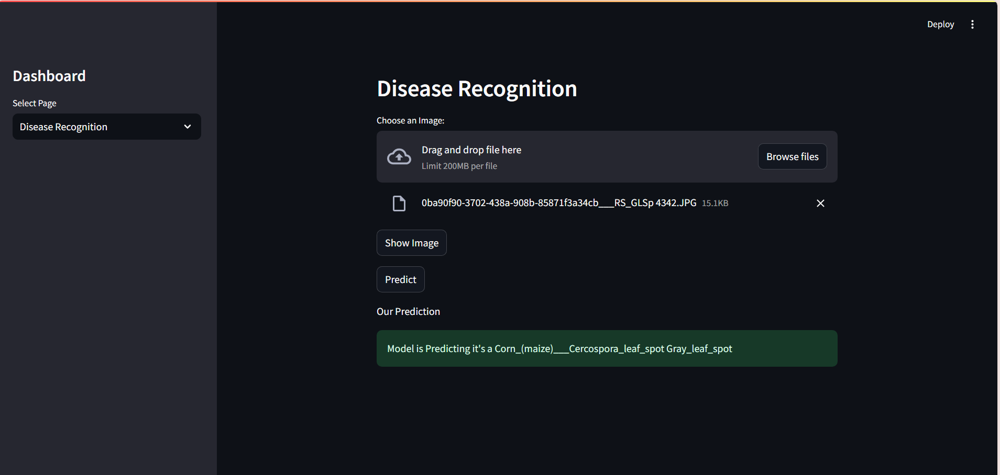 Deploy
Dashboard
Select Page
Disease Recognition
Disease Recognition
Choose an Image:
Drag and drop file here
Limit 200MB per file
Browse files
0ba90f90-3702-438a-908b-85871f3a34cb___RS_GLSp 4342.JPG 15.1KB
Show Image
Predict
Our Prediction
Model is Predicting it's a Corn_(maize)___Cercospora_leaf_spot Gray_leaf_spot